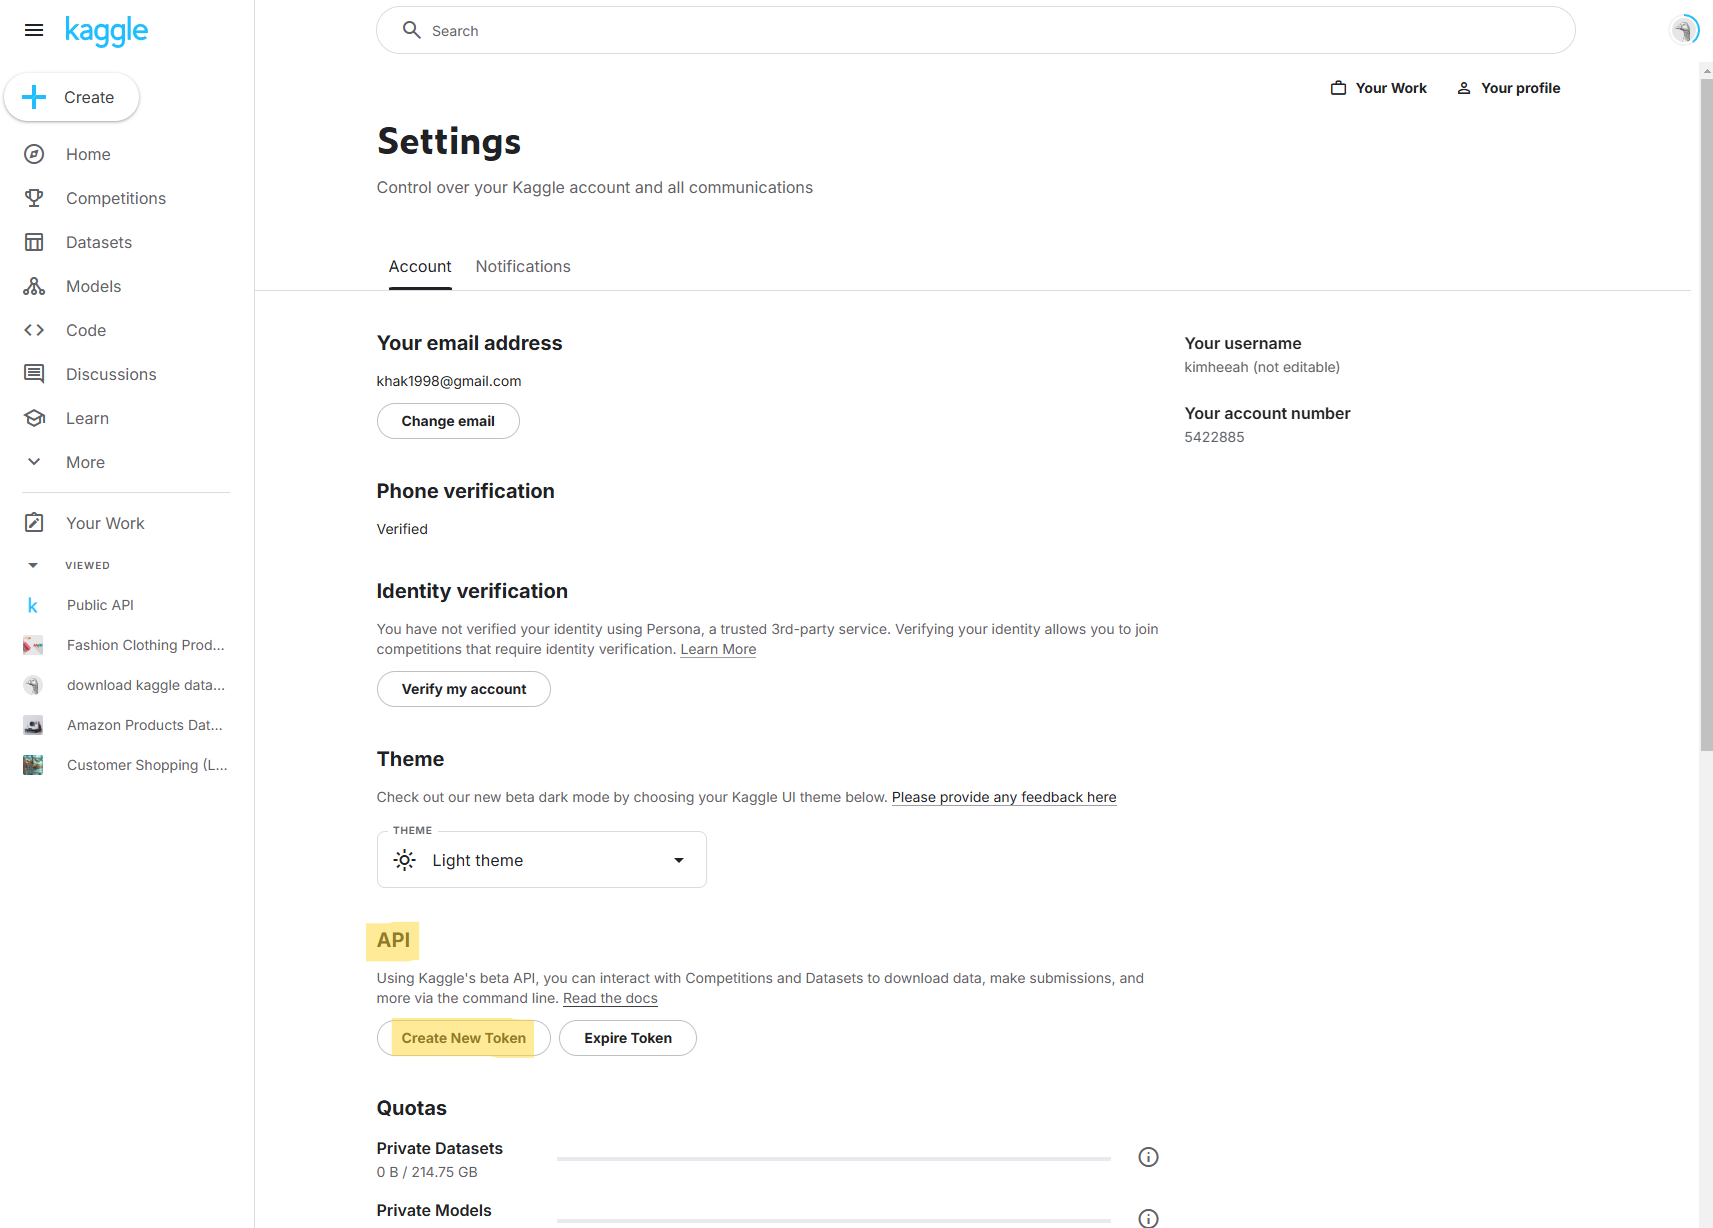 kaggle
Search
Create
Home
Competitions
Datasets
Models
Code
Discussions
Learn
More
Your Work
VIEWED
Public API
Fashion Clothing Prod...
download kaggle data...
Amazon Products Dat...
Customer Shopping (L...
Your Work
Your profile
Settings
Control over your Kaggle account and all communications
Account
Notifications
Your email address
khak1998@gmail.com
Change email
Your username
kimheeah (not editable)
Your account number
5422885
Phone verification
Verified
Identity verification
You have not verified your identity using Persona, a trusted 3rd-party service. Verifying your identity allows you to join
competitions that require identity verification. Learn More
Verify my account
Theme
Check out our new beta dark mode by choosing your Kaggle UI theme below. Please provide any feedback here
THEME
Light theme
API
Using Kaggle's beta API, you can interact with Competitions and Datasets to download data, make submissions, and
more via the command line. Read the docs
Create New Token
Expire Token
Quotas
Private Datasets
0 B / 214.75 GB
Private Models